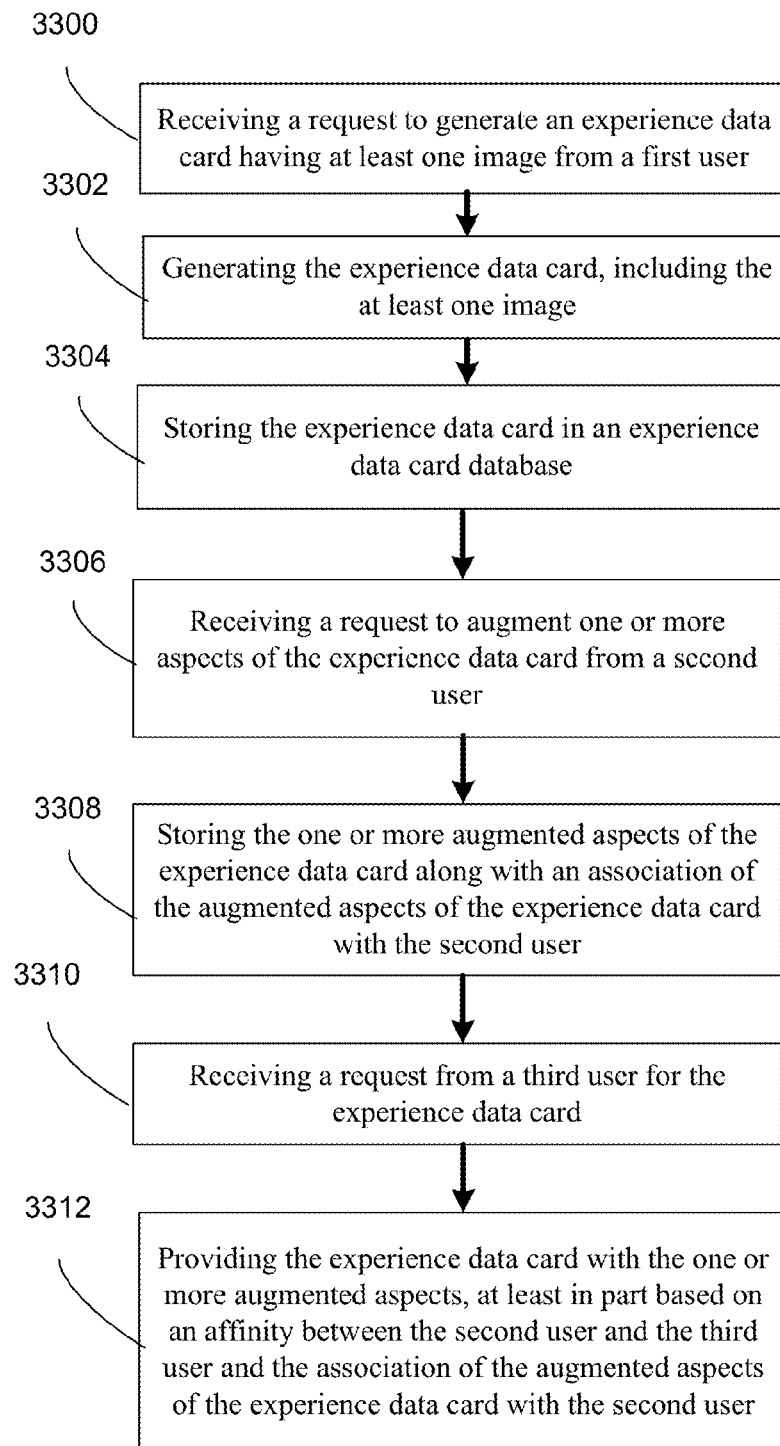 3300
Receiving a request to generate an experience data
card having at least one image from a first user
3302
Generating the experience data card, including the
at least one image
3304
Storing the experience data card in an experience
data card database
3306
Receiving a request to augment one or more
aspects of the experience data card from a second
user
3308
Storing the one or more augmented aspects of the
experience data card along with an association of
the augmented aspects of the experience data card
with the second user
3310
Receiving a request from a third user for the
experience data card
3312
Providing the experience data card with the one or
more augmented aspects, at least in part based on
an affinity between the second user and the third
user and the association of the augmented aspects
of the experience data card with the second user